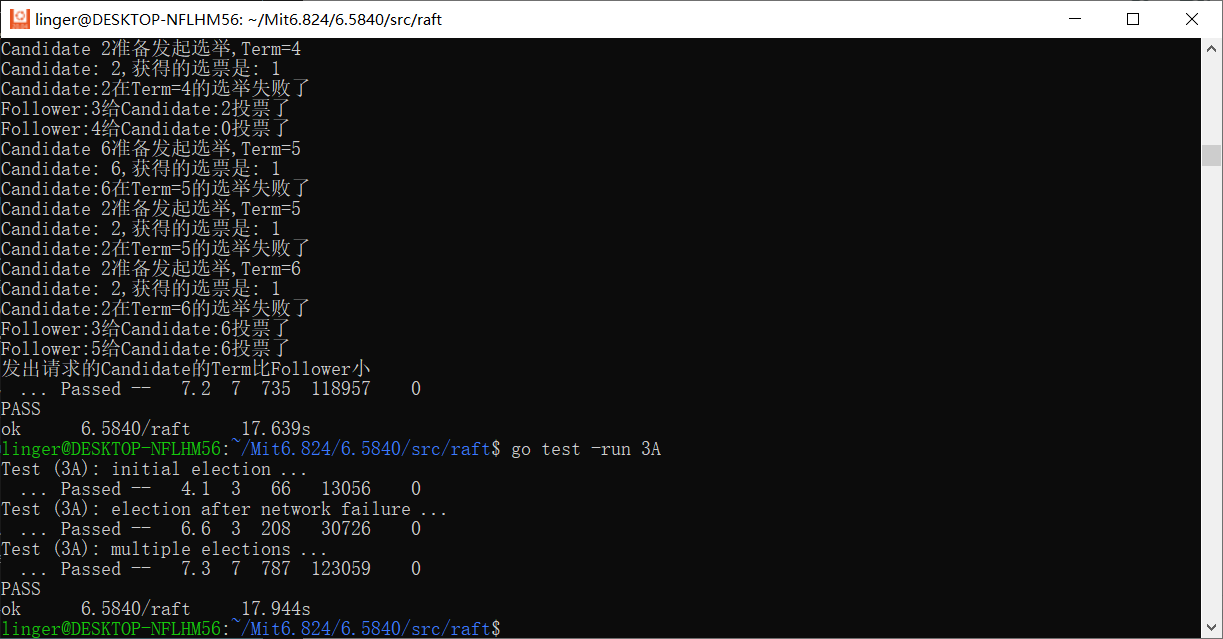 linger@DESKTOP-NFLHM56: ~/Mit6.824/6.5840/src/raft
Candidate 2准备发起选举,Term=4
Candidate: 2,获得的选票是: 1
Candidate:2在Term=4的选举失败了
Follower:3给Candidate:2投票了
Follower:4给Candidate:0投票了
Candidate 6准备发起选举,Term=5
Candidate: 6,获得的选票是: 1
Candidate:6在Term=5的选举失败了
Candidate 2准备发起选举,Term=5
Candidate: 2,获得的选票是: 1
Candidate:2在Term=5的选举失败了
Candidate 2准备发起选举,Term=6
Candidate: 2,获得的选票是: 1
Candidate:2在Term=6的选举失败了
Follower:3给Candidate:6投票了
Follower:5给Candidate:6投票了
发出请求的Candidate的Term比Follower小
... Passed -- 7.2 7 735 118957 0
PASS
ok 6.5840/raft 17.639s
linger@DESKTOP-NFLHM56:~/Mit6.824/6.5840/src/raft$ go test -run 3A
Test (3A): initial election ...
... Passed -- 4.1 3 66 13056 0
Test (3A): election after network failure ...
... Passed -- 6.6 3 208 30726 0
Test (3A): multiple elections ...
... Passed -- 7.3 7 787 123059 0
PASS
ok 6.5840/raft 17.944s
linger@DESKTOP-NFLHM56:~/Mit6.824/6.5840/src/raft$